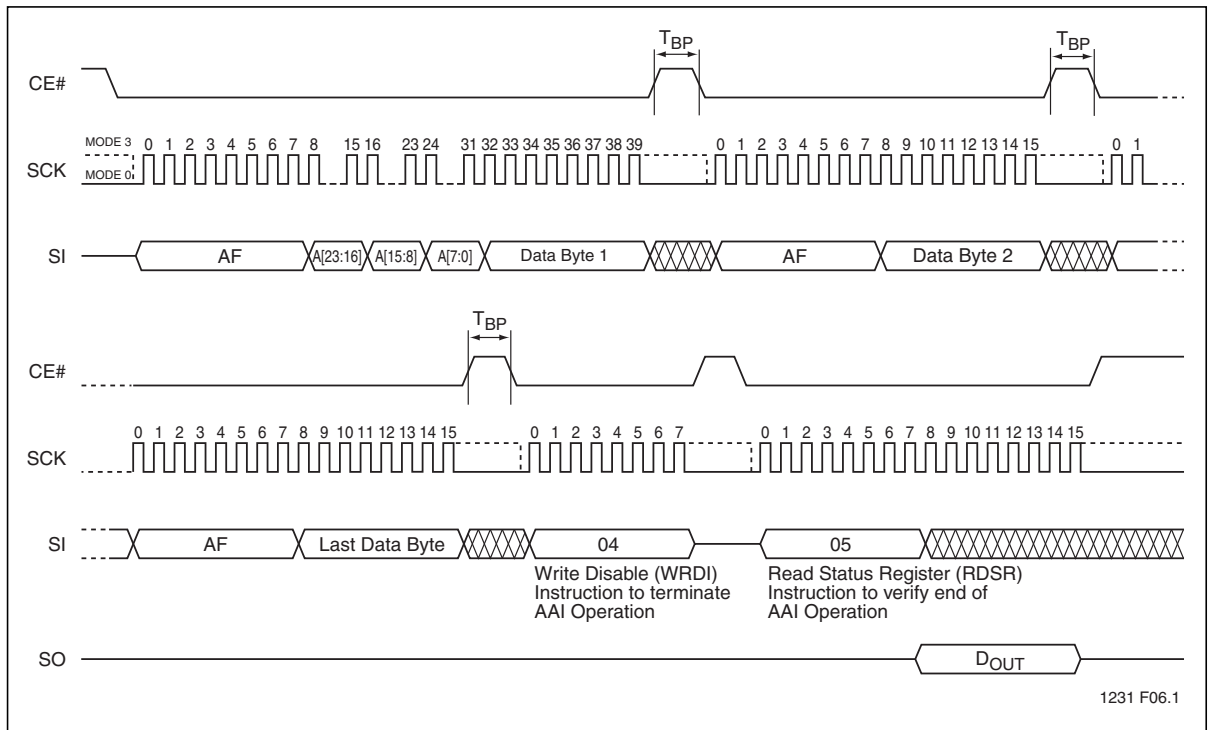 TBP TBP
CE#
MODE 3 0 1 2 3 4 5 6 7 8 15 16 23 24 31 32 33 34 35 36 37 38 39 0 1 2 3 4 5 6 7 8 9 10 11 12 13 14 15 0 1
SCK
MODE 0
SI AF A[23:16] A[15:8] A[7:0] Data Byte 1 AF Data Byte 2
TBP
CE#
0 1 2 3 4 5 6 7 8 9 10 11 12 13 14 15 0 1 2 3 4 5 6 7 0 1 2 3 4 5 6 7 8 9 10 11 12 13 14 15
SCK
SI AF Last Data Byte 04 05
Write Disable (WRDI)
Instruction to terminate
AAI Operation
Read Status Register (RDSR)
Instruction to verify end of
AAI Operation
SO DOUT
1231 F06.1